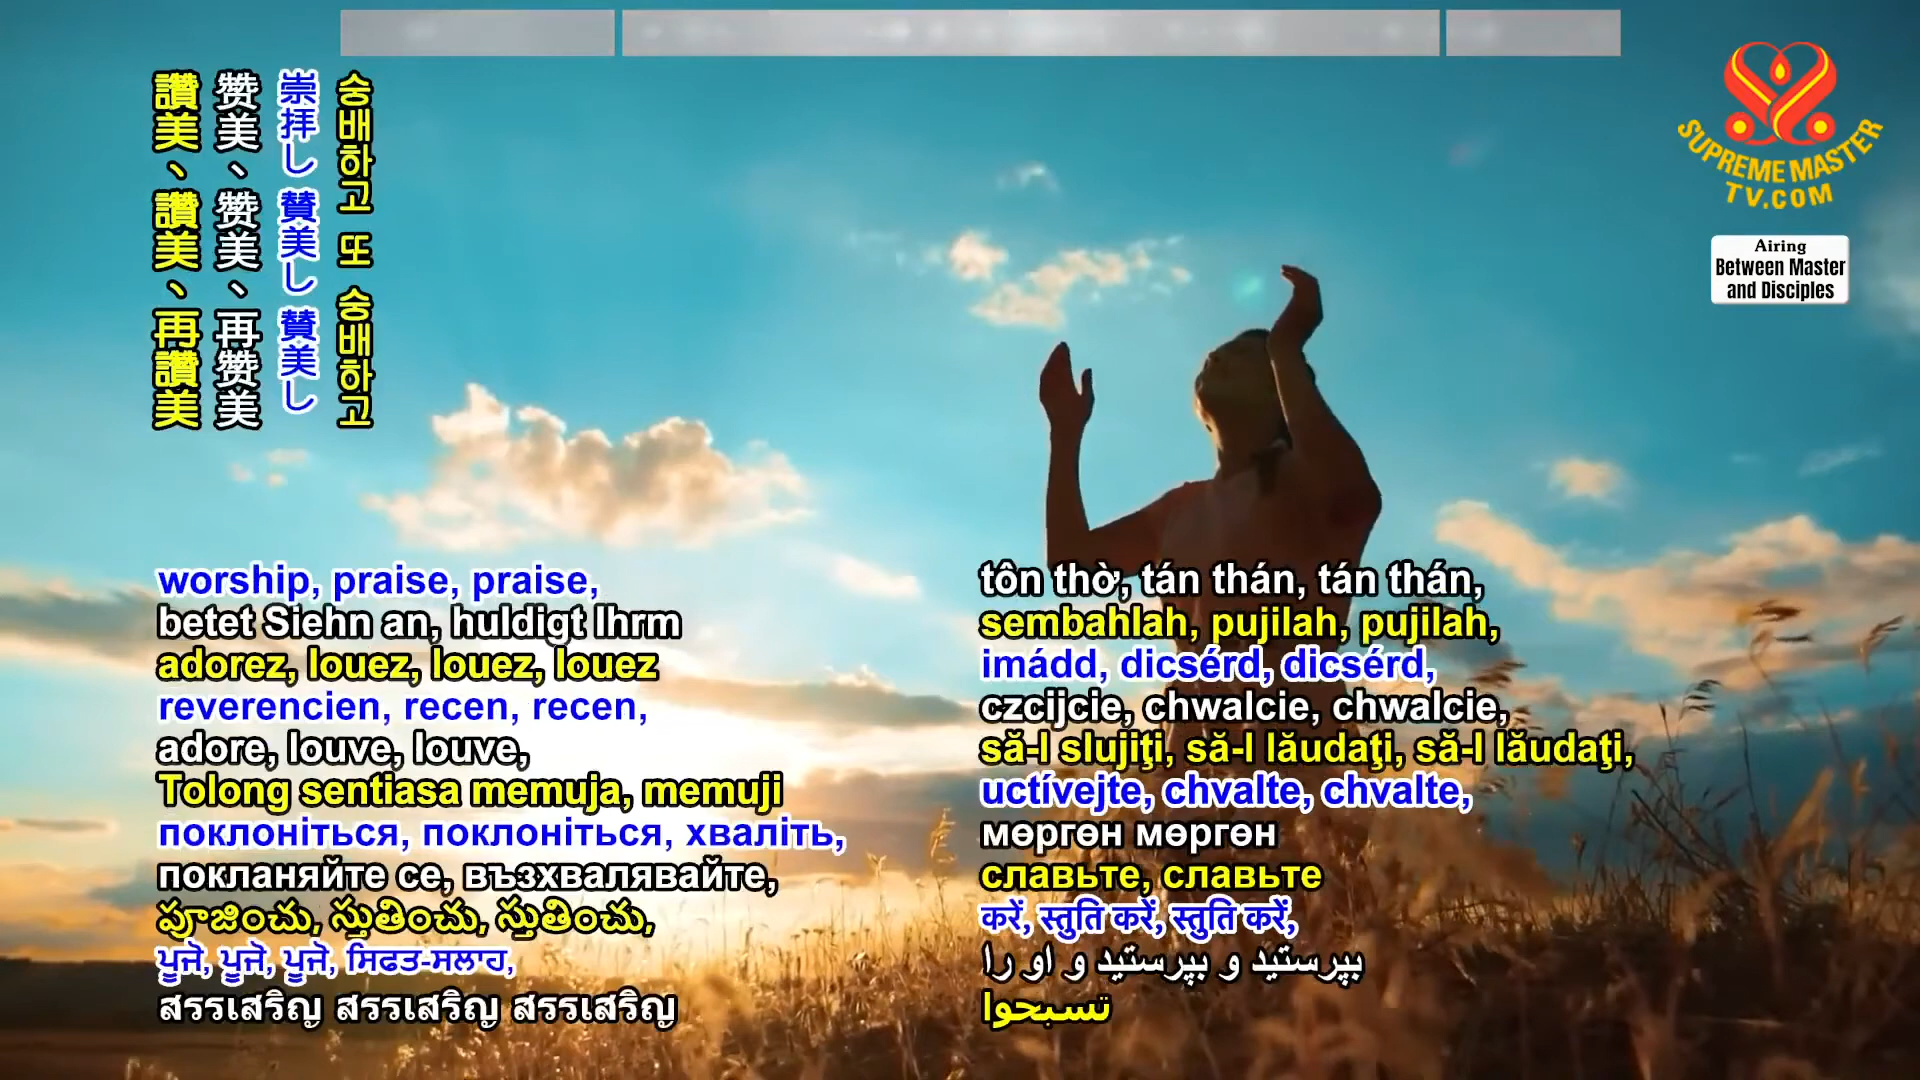 讚美、讚美、再讚美
赞美、赞美、再赞美
崇拝し 賛美し 賛美し
숭배하고 또 숭배하고
SUPREME MASTER
TV.COM
Airing
Between Master
and Disciples
worship, praise, praise,
betet Siehn an, huldigt Ihrm
adorez, louez, louez, louez
reverencien, recen, recen,
adore, louve, louve,
Tolong sentiasa memuja, memuji
поклоніться, поклоніться, хваліть,
покланяйте се, възхвалявайте,
పూజించు, స్తుతించు, స్తుతించు,
ਪੂਜੋ, ਪੂਜੋ, ਪੂਜੋ, ਸਿਫਤ-ਸਲਾਹ,
สรรเสริญ สรรเสริญ สรรเสริญ
tôn thờ, tán thán, tán thán,
sembahlah, pujilah, pujilah,
imádd, dicsérd, dicsérd,
czcijcie, chwalcie, chwalcie,
să-l slujiţi, să-l lăudaţi, să-l lăudaţi,
uctívejte, chvalte, chvalte,
мөргөн мөргөн
славьте, славьте
करें, स्तुति करें, स्तुति करें,
بپرستید و بپرستید و او را
تسبحوا